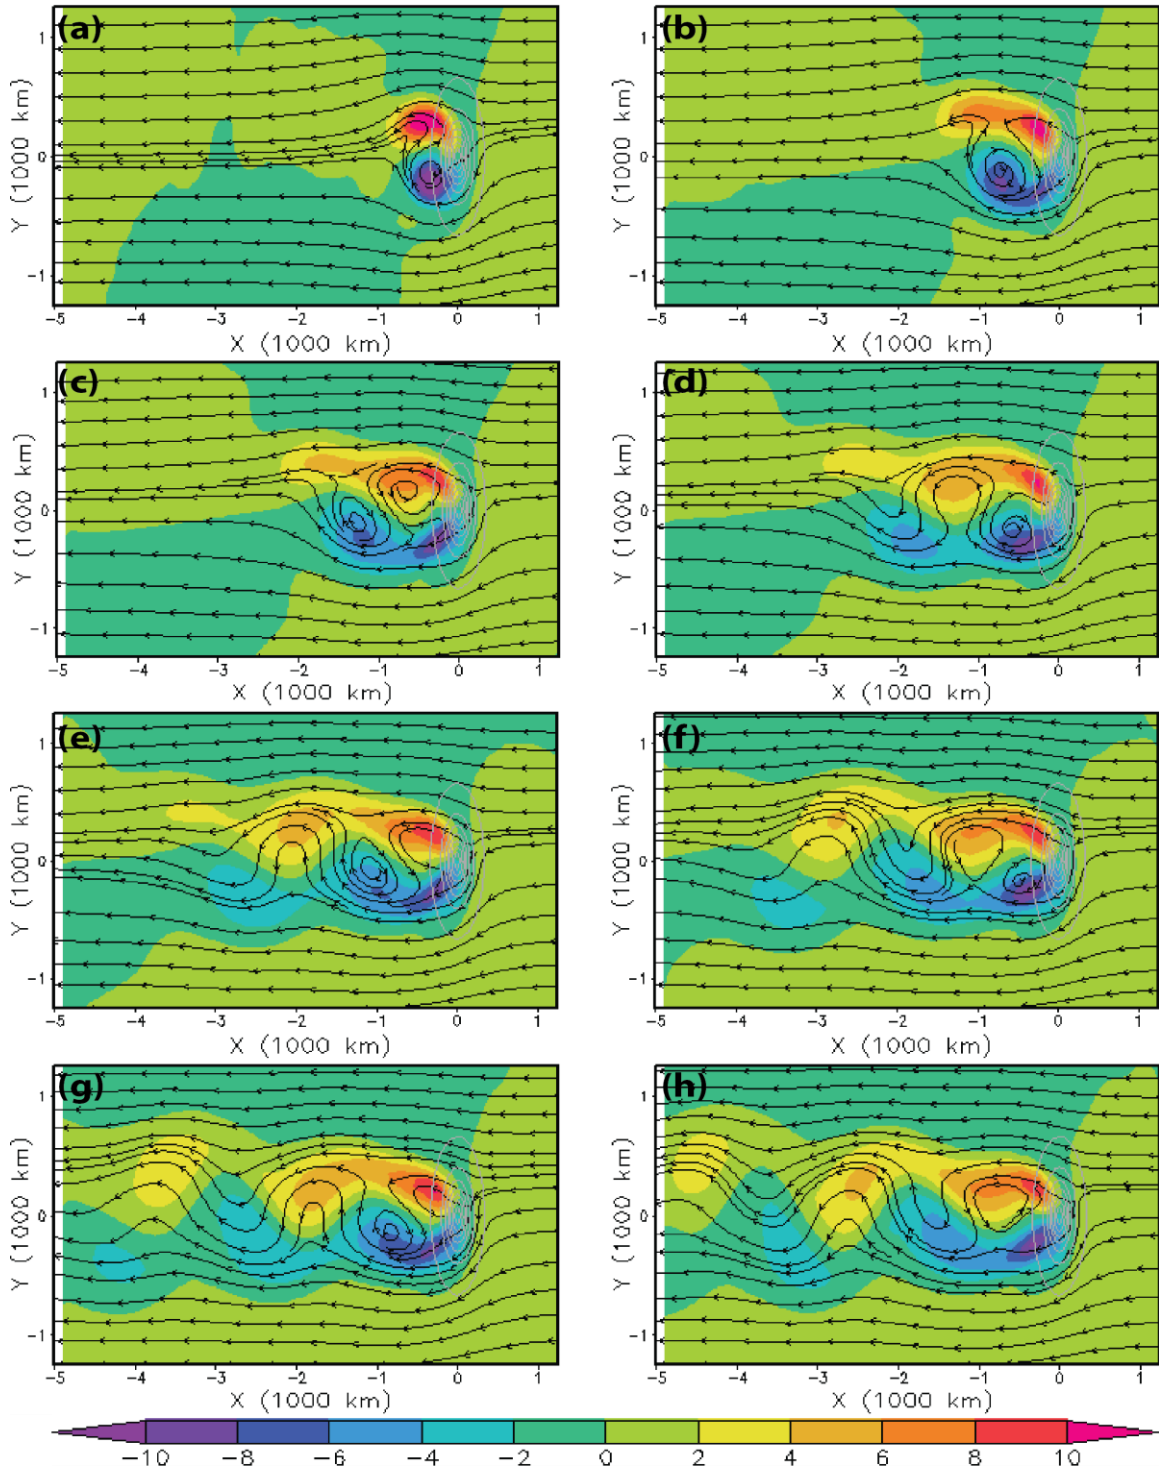 (a)
1
0
-1
Y (1000 km)
-5 -4 -3 -2 -1 0 1
X (1000 km)
(b)
1
0
-1
Y (1000 km)
-5 -4 -3 -2 -1 0 1
X (1000 km)
(c)
1
0
-1
Y (1000 km)
-5 -4 -3 -2 -1 0 1
X (1000 km)
(d)
1
0
-1
Y (1000 km)
-5 -4 -3 -2 -1 0 1
X (1000 km)
(e)
1
0
-1
Y (1000 km)
-5 -4 -3 -2 -1 0 1
X (1000 km)
(f)
1
0
-1
Y (1000 km)
-5 -4 -3 -2 -1 0 1
X (1000 km)
(g)
1
0
-1
Y (1000 km)
-5 -4 -3 -2 -1 0 1
X (1000 km)
(h)
1
0
-1
Y (1000 km)
-5 -4 -3 -2 -1 0 1
X (1000 km)
-10 -8 -6 -4 -2 0 2 4 6 8 10